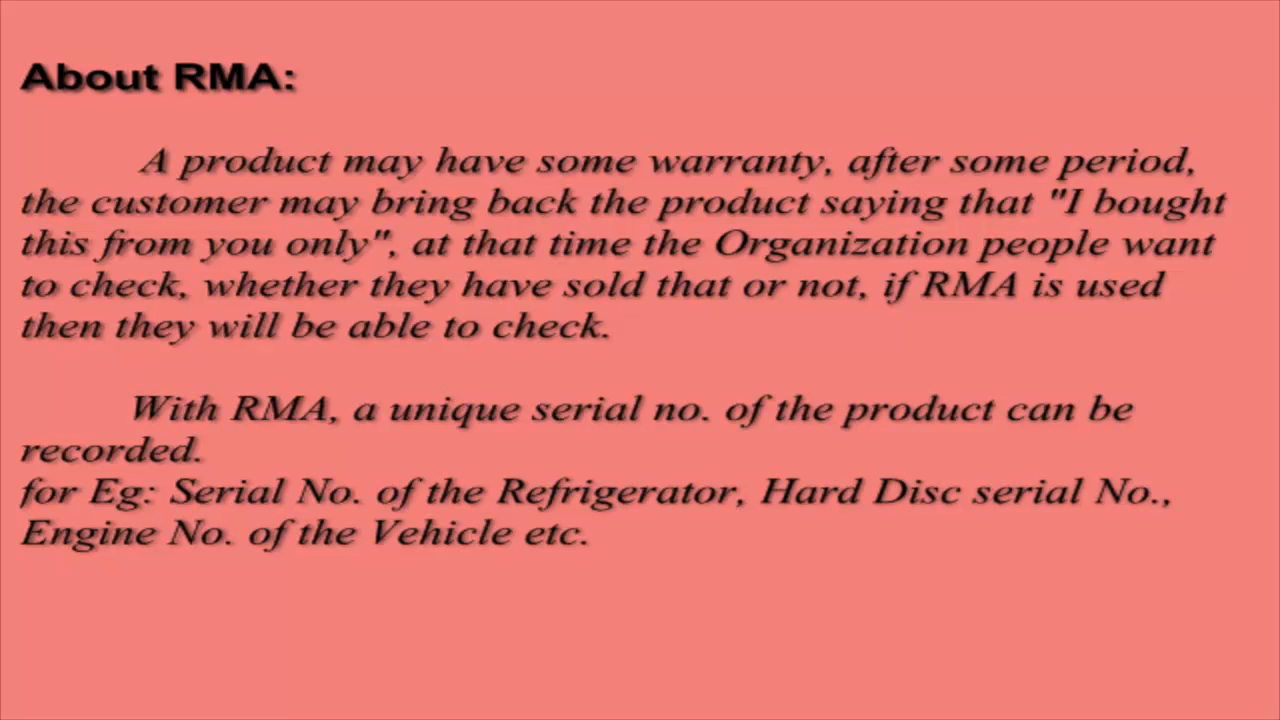 About RMA:
A product may have some warranty, after some period,
the customer may bring back the product saying that "I bought
this from you only", at that time the Organization people want
to check, whether they have sold that or not, if RMA is used
then they will be able to check.
With RMA, a unique serial no. of the product can be
recorded.
for Eg: Serial No. of the Refrigerator, Hard Disc serial No.,
Engine No. of the Vehicle etc.